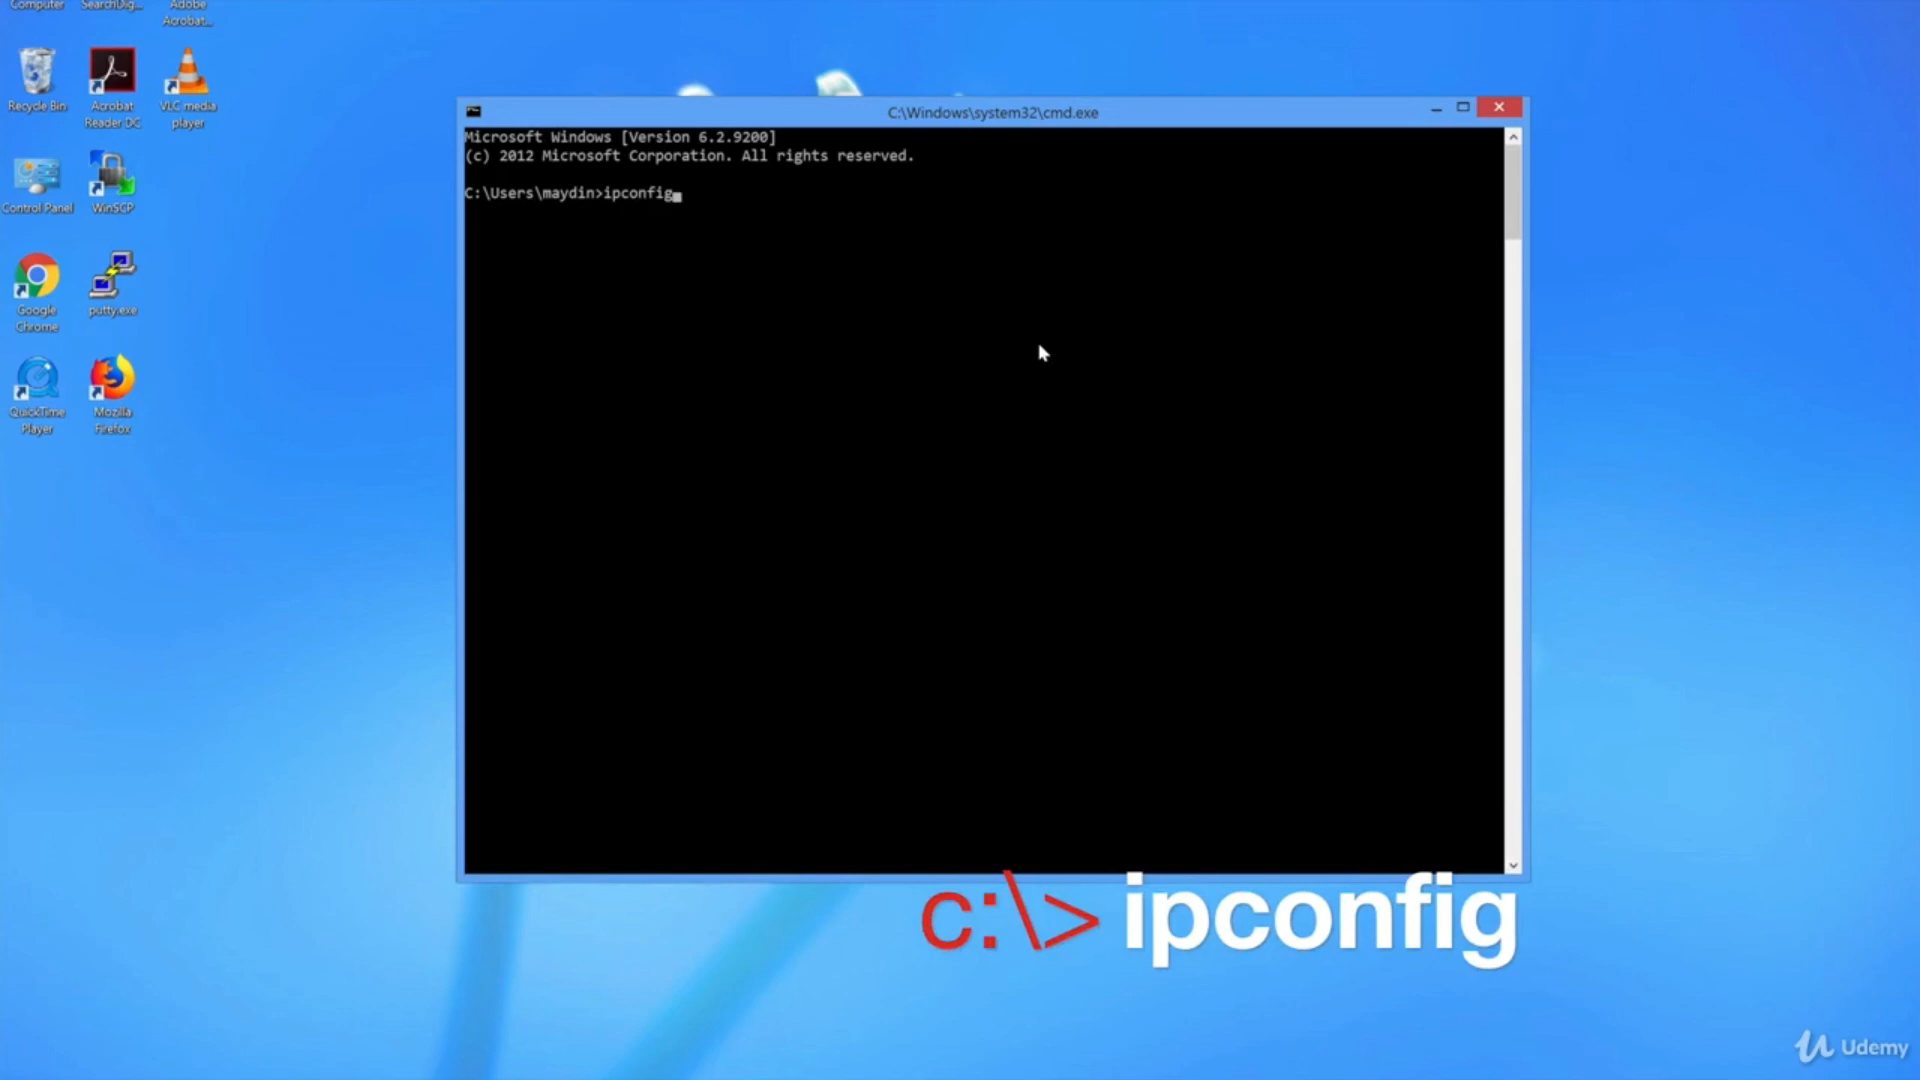 Computer
SearchDig...
Adobe
Acrobat...
Recycle Bin
Acrobat
Reader DC
VLC media
player
Control Panel
WinSCP
Google
Chrome
putty.exe
QuickTime
Player
Mozilla
Firefox
C:\Windows\system32\cmd.exe
Microsoft Windows [Version 6.2.9200]
(c) 2012 Microsoft Corporation. All rights reserved.
C:\Users\maydin>ipconfig
c:\> ipconfig
Udemy